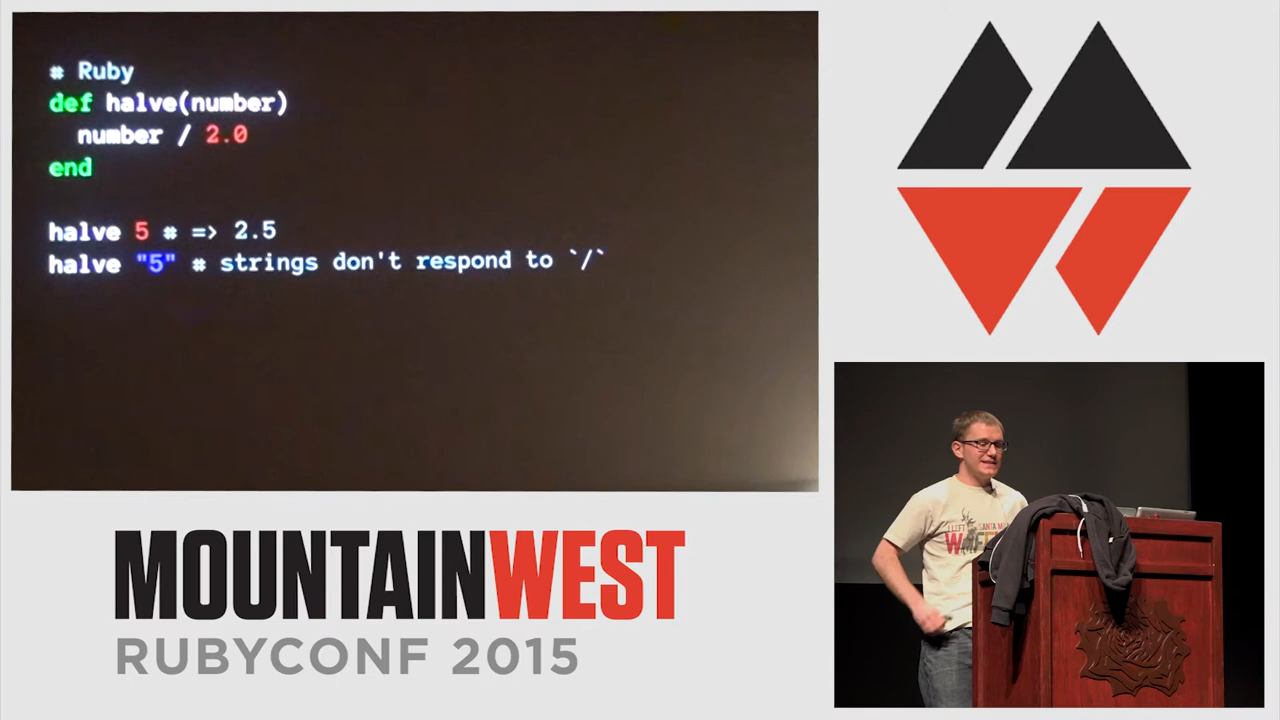 # Ruby
def halve(number)
  number / 2.0
end
halve 5 # => 2.5
halve "5" # strings don't respond to `/`
MOUNTAINWEST
RUBYCONF 2015
I LEFT